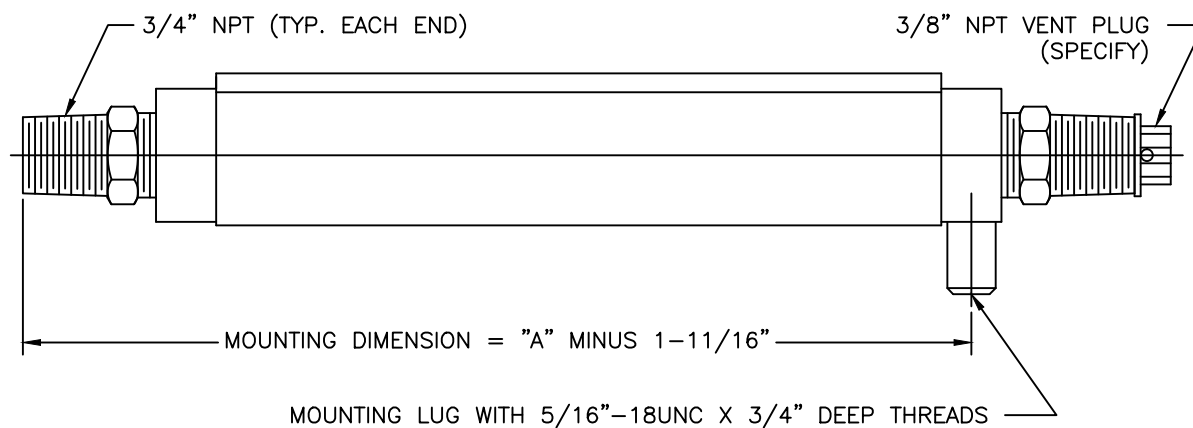 3/4" NPT (TYP. EACH END)
3/8" NPT VENT PLUG
(SPECIFY)
MOUNTING DIMENSION = "A" MINUS 1-11/16"
MOUNTING LUG WITH 5/16"-18UNC X 3/4" DEEP THREADS